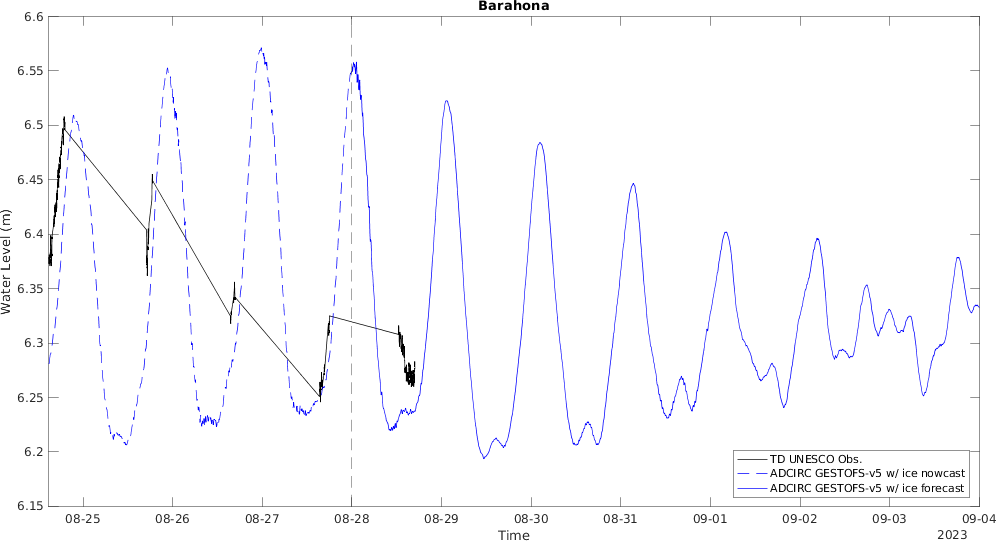 Barahona
6.6
6.55
6.5
6.45
6.4
6.35
6.3
6.25
6.2
6.15
Water Level (m)
TD UNESCO Obs.
ADCIRC GESTOFS-v5 w/ ice nowcast
ADCIRC GESTOFS-v5 w/ ice forecast
08-25 08-26 08-27 08-28 08-29 08-30 08-31 09-01 09-02 09-03 09-04
Time
2023